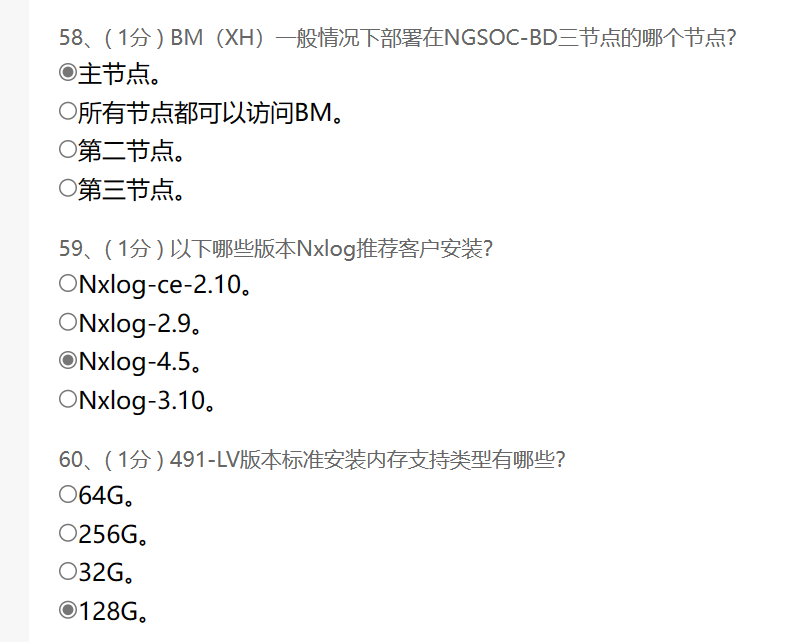 58、( 1分 ) BM（XH）一般情况下部署在NGSOC-BD三节点的哪个节点?
主节点。
所有节点都可以访问BM。
第二节点。
第三节点。
59、( 1分 ) 以下哪些版本Nxlog推荐客户安装?
Nxlog-ce-2.10。
Nxlog-2.9。
Nxlog-4.5。
Nxlog-3.10。
60、( 1分 ) 491-LV版本标准安装内存支持类型有哪些?
64G。
256G。
32G。
128G。